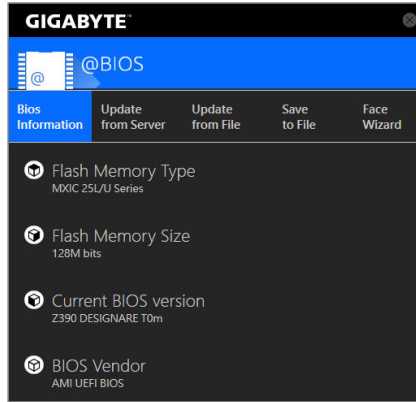 GIGABYTE™
@
@BIOS
Bios Information
Update from Server
Update from File
Save to File
Face Wizard
Flash Memory Type
MXIC 25L/U Series
Flash Memory Size
128M bits
Current BIOS version
Z390 DESIGNARE T0m
BIOS Vendor
AMI UEFI BIOS